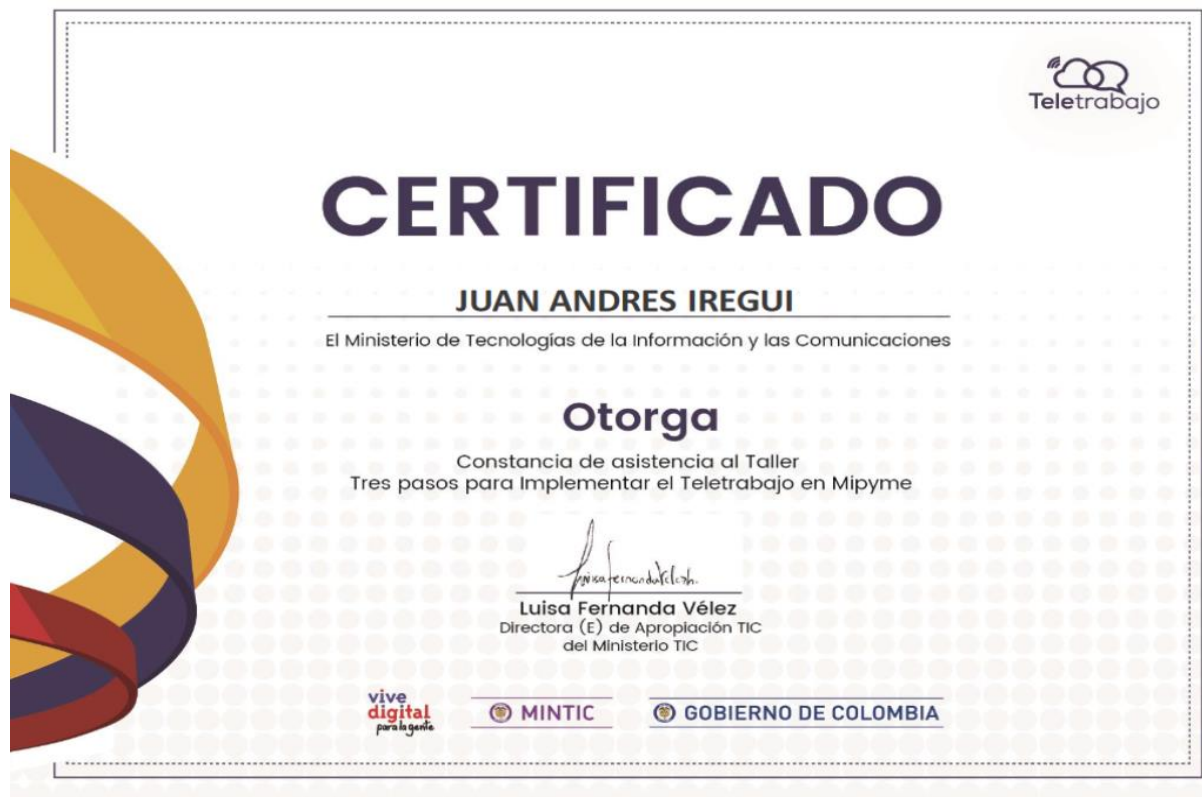 Teletrabajo
CERTIFICADO
JUAN ANDRES IREGUI
El Ministerio de Tecnologías de la Información y las Comunicaciones
Otorga
Constancia de asistencia al Taller
Tres pasos para Implementar el Teletrabajo en Mipyme
Luisa Fernanda Vélez
Directora (E) de Apropiación TIC
del Ministerio TIC
vive
digital
para la gente
MINTIC
GOBIERNO DE COLOMBIA